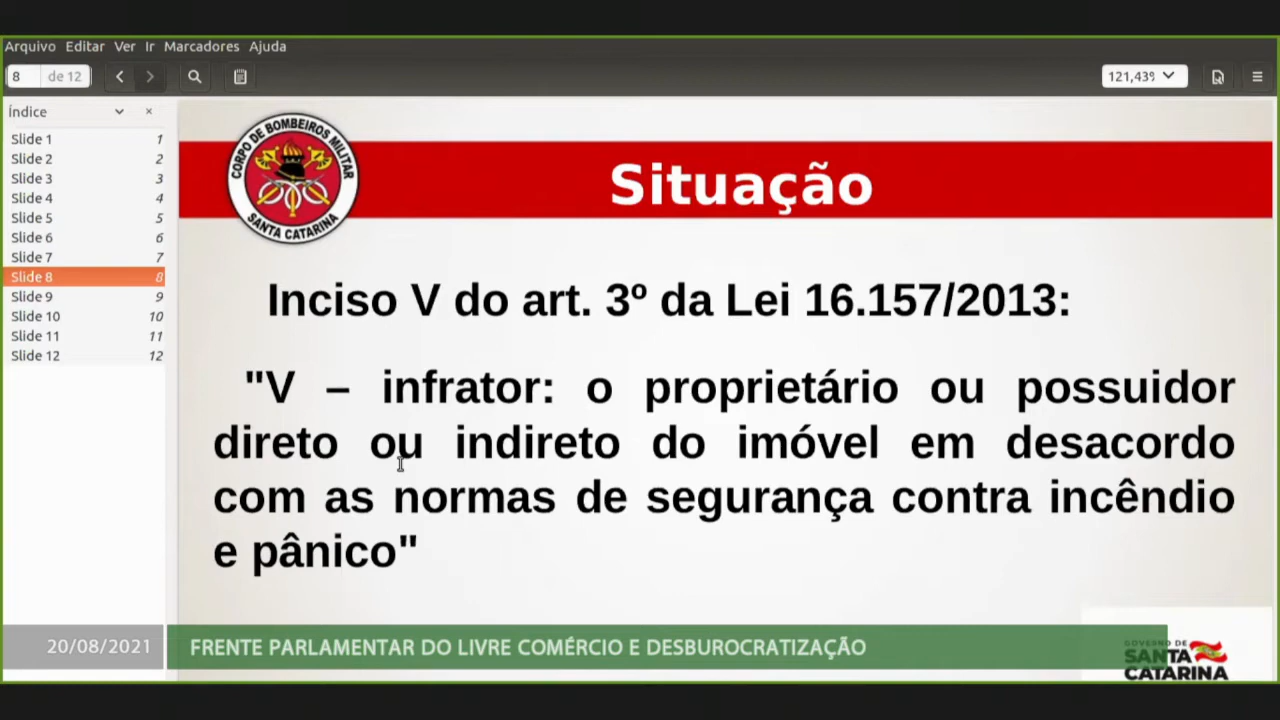 Arquivo Editar Ver Ir Marcadores Ajuda
8 de 12
121,43%
Índice
Slide 1 1
Slide 2 2
Slide 3 3
Slide 4 4
Slide 5 5
Slide 6 6
Slide 7 7
Slide 8 8
Slide 9 9
Slide 10 10
Slide 11 11
Slide 12 12
CORPO DE BOMBEIROS MILITAR
SANTA CATARINA
Situação
Inciso V do art. 3º da Lei 16.157/2013:
"V – infrator: o proprietário ou possuidor
direto ou indireto do imóvel em desacordo
com as normas de segurança contra incêndio
e pânico"
20/08/2021
FRENTE PARLAMENTAR DO LIVRE COMÉRCIO E DESBUROCRATIZAÇÃO
GOVERNO DE
SANTA
CATARINA